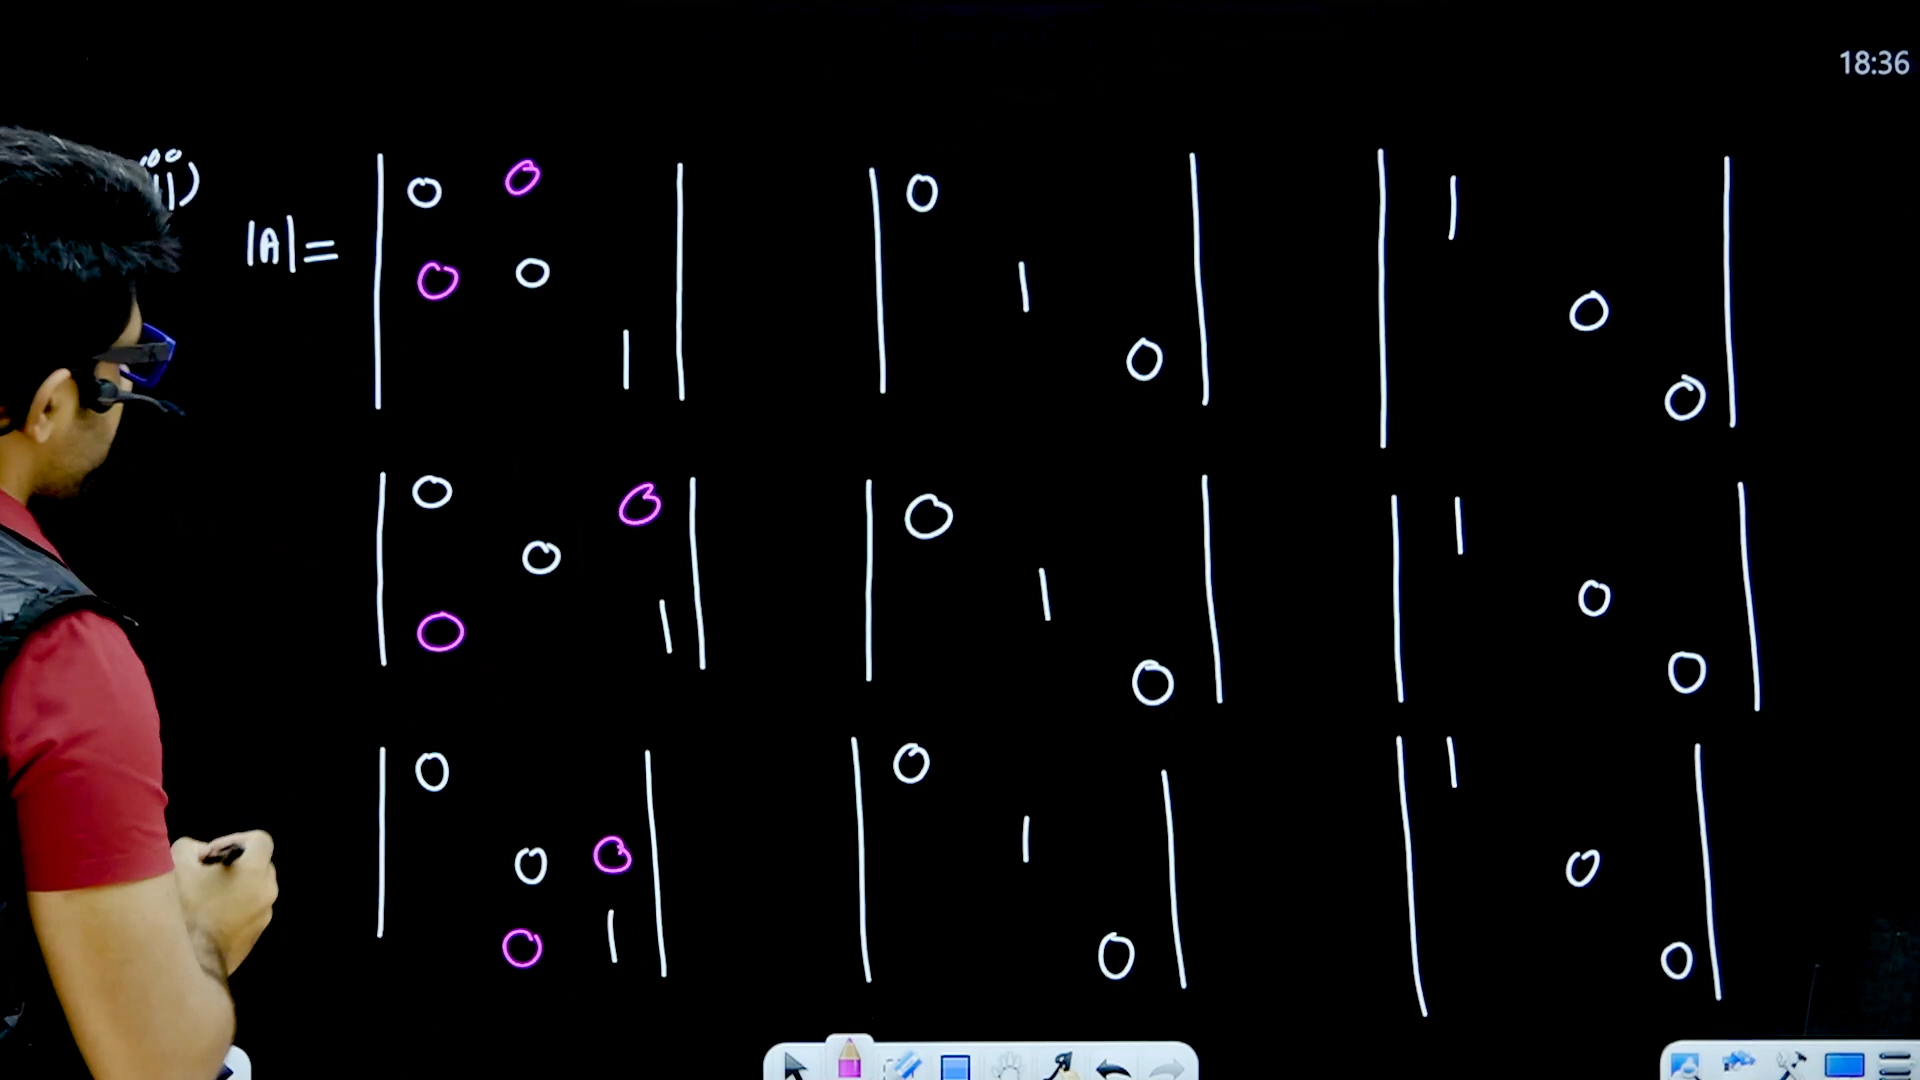 18:36
iii)
|A| =
| 0 0 | | 0 | | 1 |
| 0 0 | | 1 | | 0 |
| 1 | | 0 | | 0 |
| 0 0 | | 0 | | 1 |
| 0 | | 1 | | 0 |
| 0 1 | | 0 | | 0 |
| 0 | | 0 | | 1 |
| 0 0 | | 1 | | 0 |
| 0 1 | | 0 | | 0 |